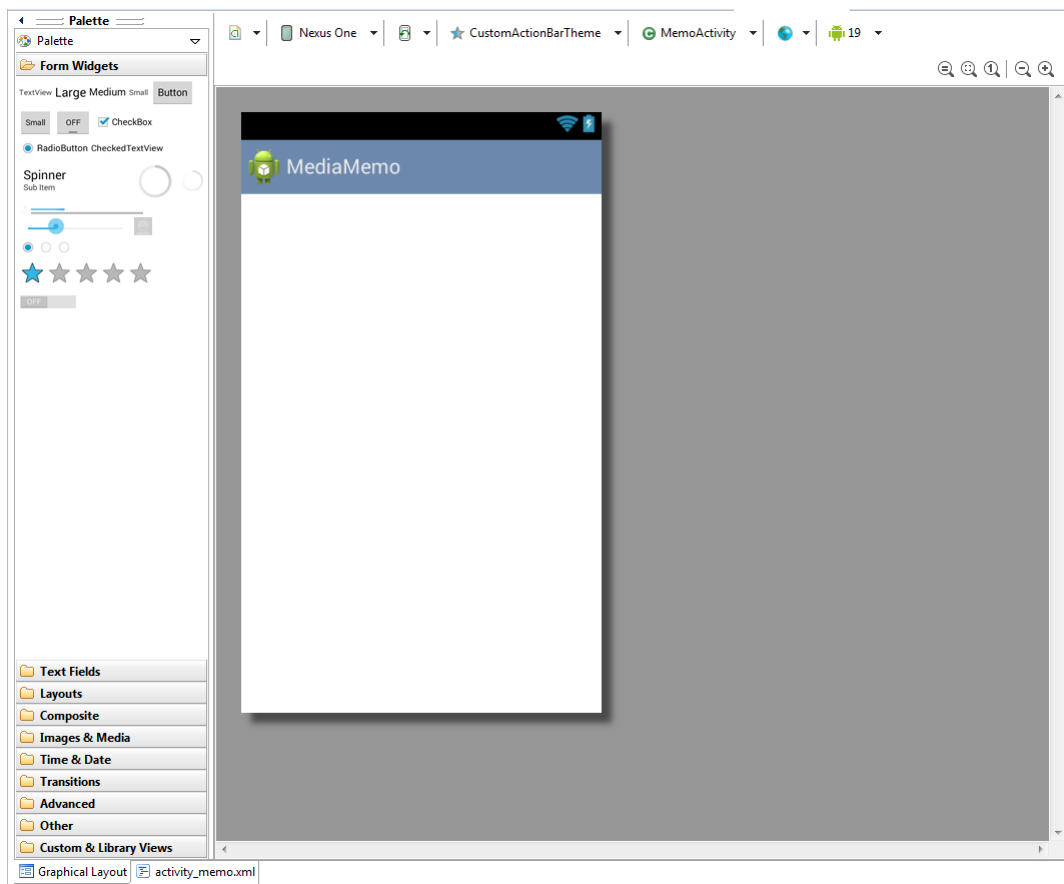 Palette
Palette
Form Widgets
TextView Large Medium Small Button
Small OFF CheckBox
RadioButton CheckedTextView
Spinner
Sub Item
OFF
Text Fields
Layouts
Composite
Images & Media
Time & Date
Transitions
Advanced
Other
Custom & Library Views
Nexus One CustomActionBarTheme MemoActivity 19
1
MediaMemo
Graphical Layout activity_memo.xml